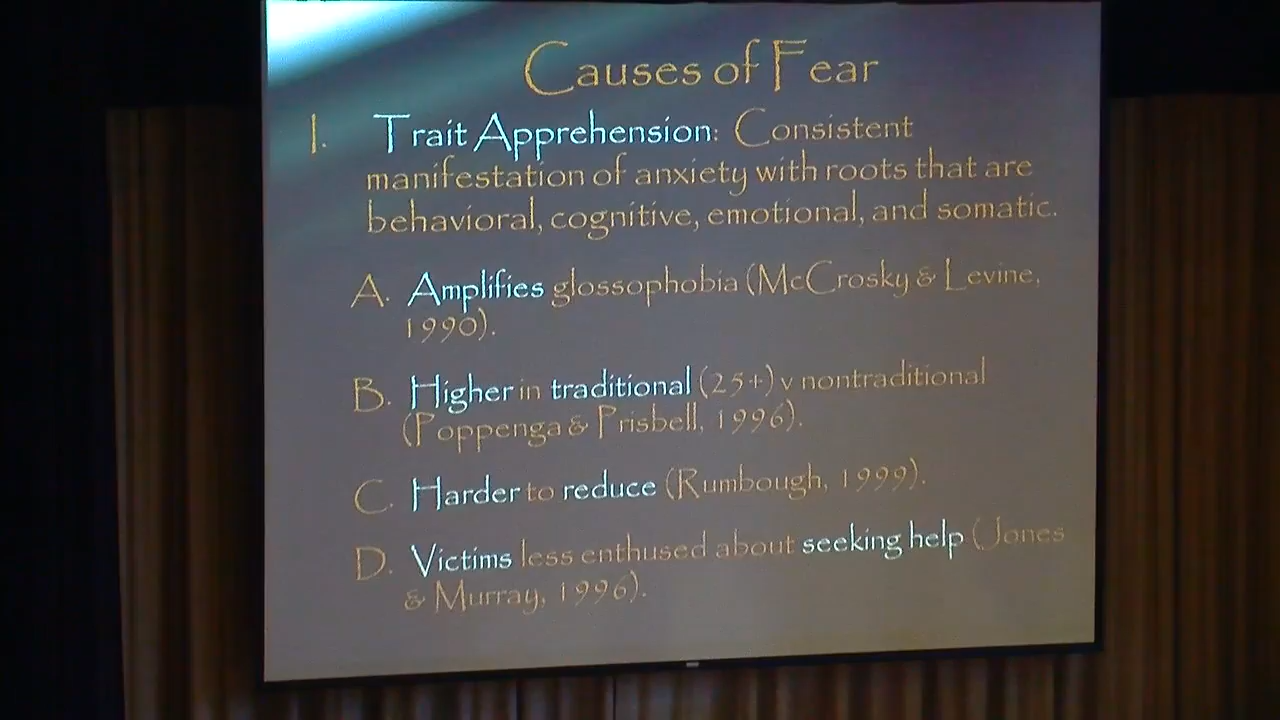 Causes of Fear
I. Trait Apprehension: Consistent
manifestation of anxiety with roots that are
behavioral, cognitive, emotional, and somatic.
A. Amplifies glossophobia (McCrosky & Levine,
1990).
B. Higher in traditional (25+) v nontraditional
(Poppenga & Prisbell, 1996).
C. Harder to reduce (Rumbough, 1999).
D. Victims less enthused about seeking help (Jones
& Murray, 1996).